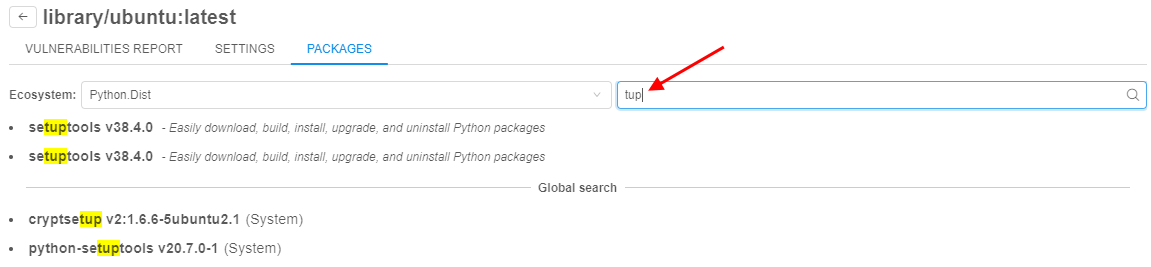 library/ubuntu:latest
VULNERABILITIES REPORT SETTINGS PACKAGES
Ecosystem: Python.Dist tup
setuptools v38.4.0 - Easily download, build, install, upgrade, and uninstall Python packages
setuptools v38.4.0 - Easily download, build, install, upgrade, and uninstall Python packages
Global search
cryptsetup v2:1.6.6-5ubuntu2.1 (System)
python-setuptools v20.7.0-1 (System)